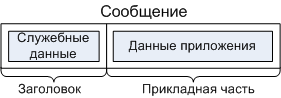 Сообщение
Служебные
данные
Данные приложения
Заголовок
Прикладная часть